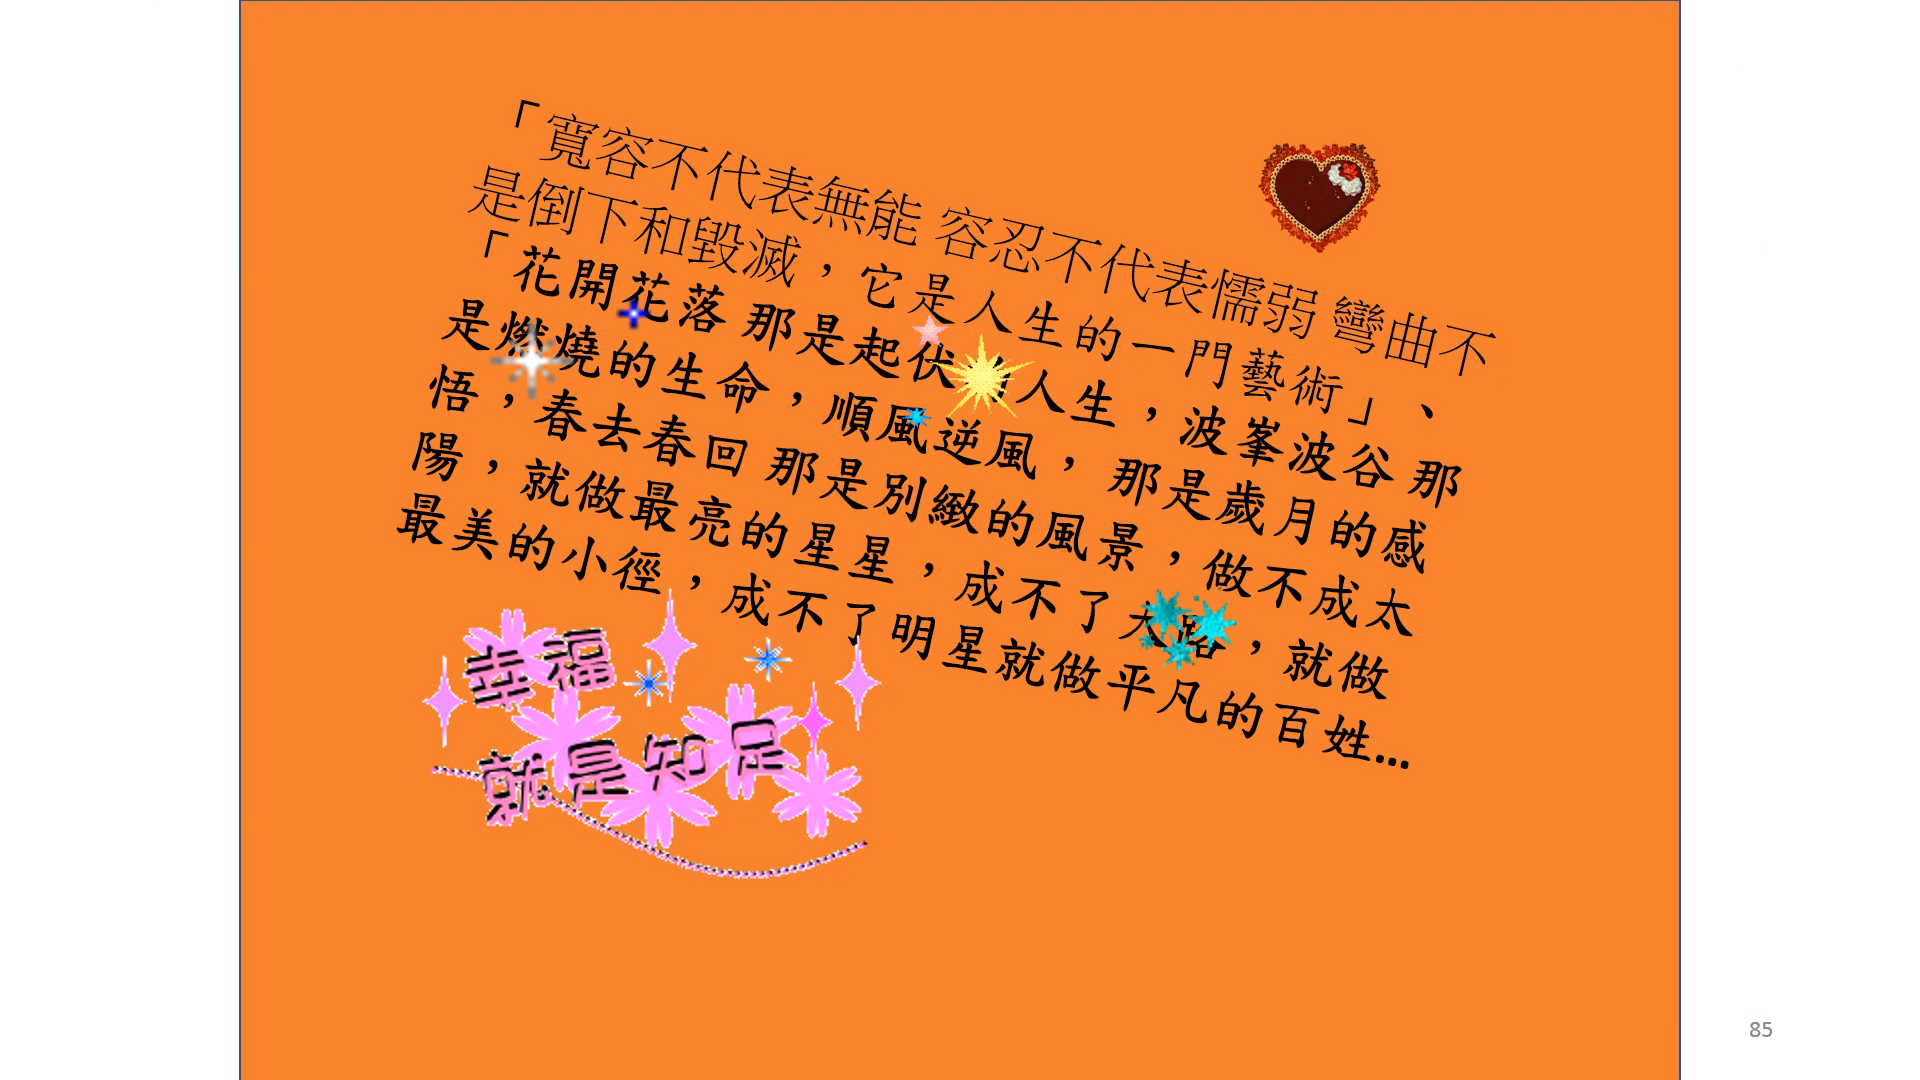 「寬容不代表無能 容忍不代表懦弱 彎曲不
是倒下和毀滅，它是人生的一門藝術」、
「花開花落 那是起伏人生，波峯波谷 那
是燃燒的生命，順風逆風， 那是歲月的感
悟，春去春回 那是別緻的風景，做不成太
陽，就做最亮的星星，成不了大路，就做
最美的小徑，成不了明星就做平凡的百姓...
幸福
就是知足
85